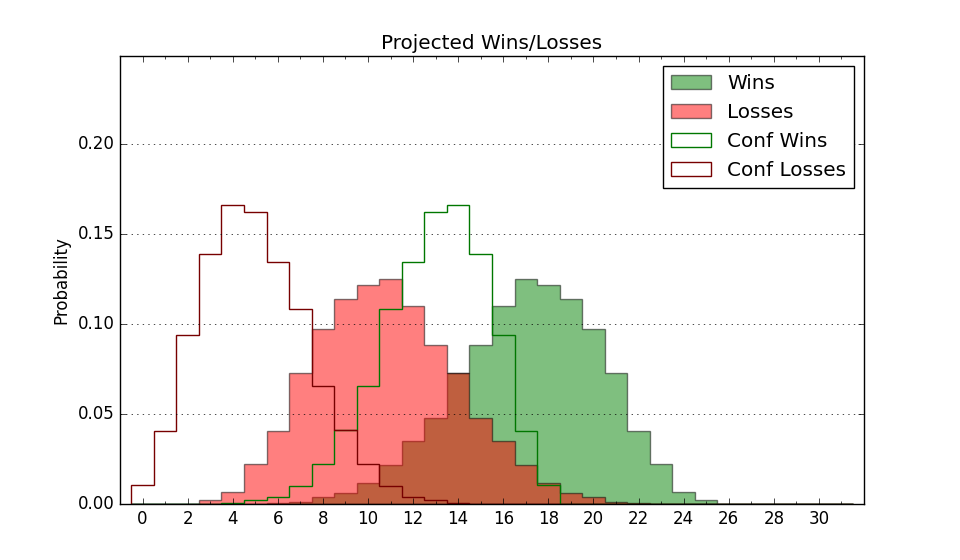 Projected Wins/Losses
Wins
Losses
Conf Wins
Conf Losses
Probability
0.20
0.15
0.10
0.05
0.00
0 2 4 6 8 10 12 14 16 18 20 22 24 26 28 30